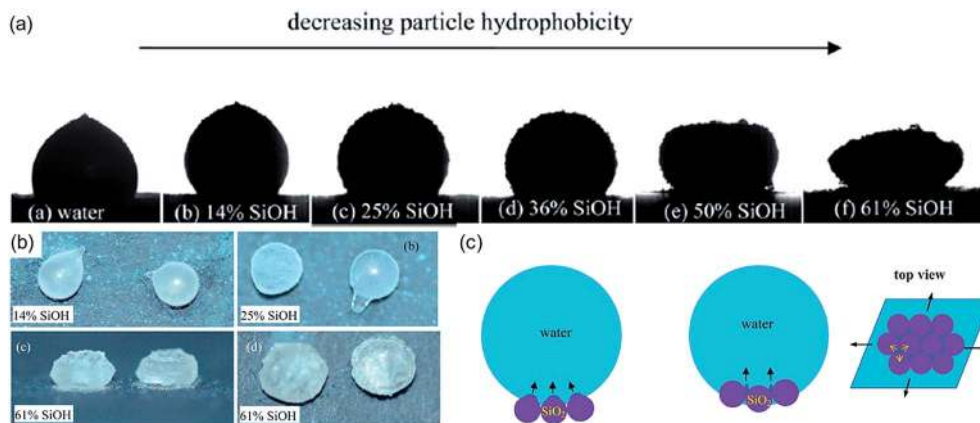 (a)
decreasing particle hydrophobicity
(a) water
(b) 14% SiOH
(c) 25% SiOH
(d) 36% SiOH
(e) 50% SiOH
(f) 61% SiOH
(b)
14% SiOH
(b)
25% SiOH
(c)
61% SiOH
(d)
61% SiOH
(c)
water
SiO₂
water
SiO₂
top view